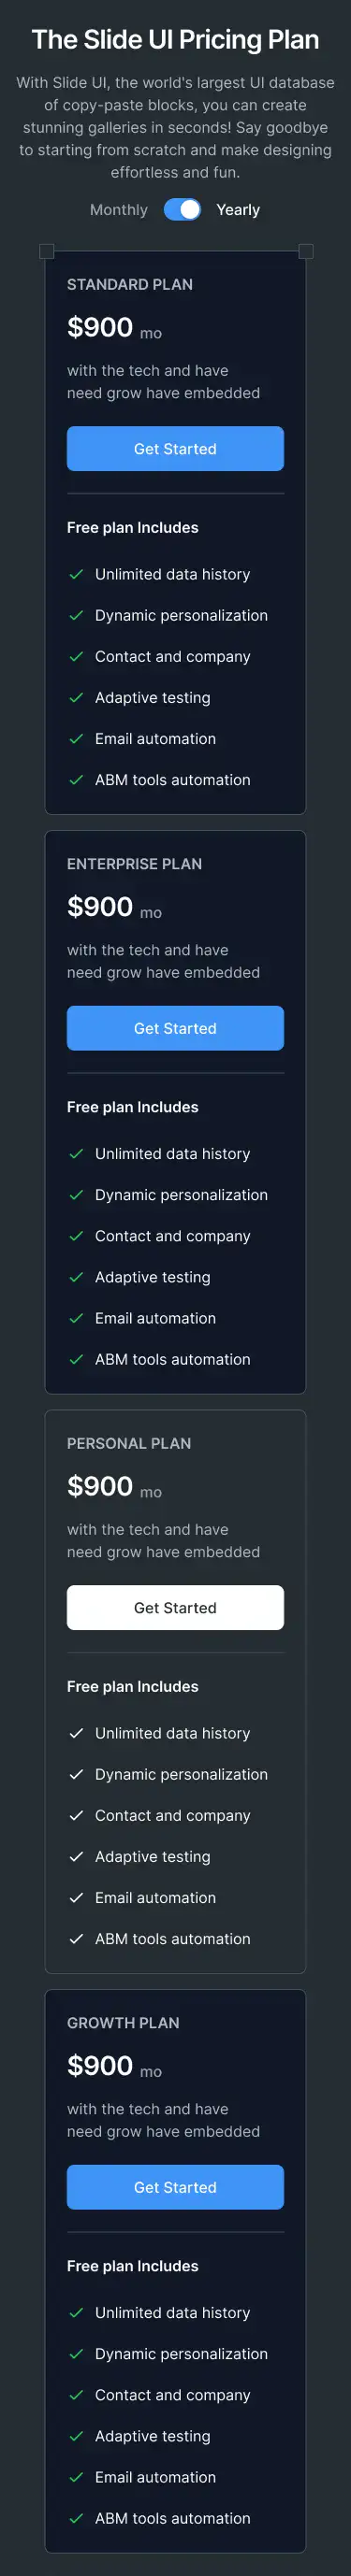 The Slide UI Pricing Plan
With Slide UI, the world's largest UI database
of copy-paste blocks, you can create
stunning galleries in seconds! Say goodbye
to starting from scratch and make designing
effortless and fun.
Monthly Yearly
STANDARD PLAN
$900 mo
with the tech and have
need grow have embedded
Get Started
Free plan Includes
Unlimited data history
Dynamic personalization
Contact and company
Adaptive testing
Email automation
ABM tools automation
ENTERPRISE PLAN
$900 mo
with the tech and have
need grow have embedded
Get Started
Free plan Includes
Unlimited data history
Dynamic personalization
Contact and company
Adaptive testing
Email automation
ABM tools automation
PERSONAL PLAN
$900 mo
with the tech and have
need grow have embedded
Get Started
Free plan Includes
Unlimited data history
Dynamic personalization
Contact and company
Adaptive testing
Email automation
ABM tools automation
GROWTH PLAN
$900 mo
with the tech and have
need grow have embedded
Get Started
Free plan Includes
Unlimited data history
Dynamic personalization
Contact and company
Adaptive testing
Email automation
ABM tools automation